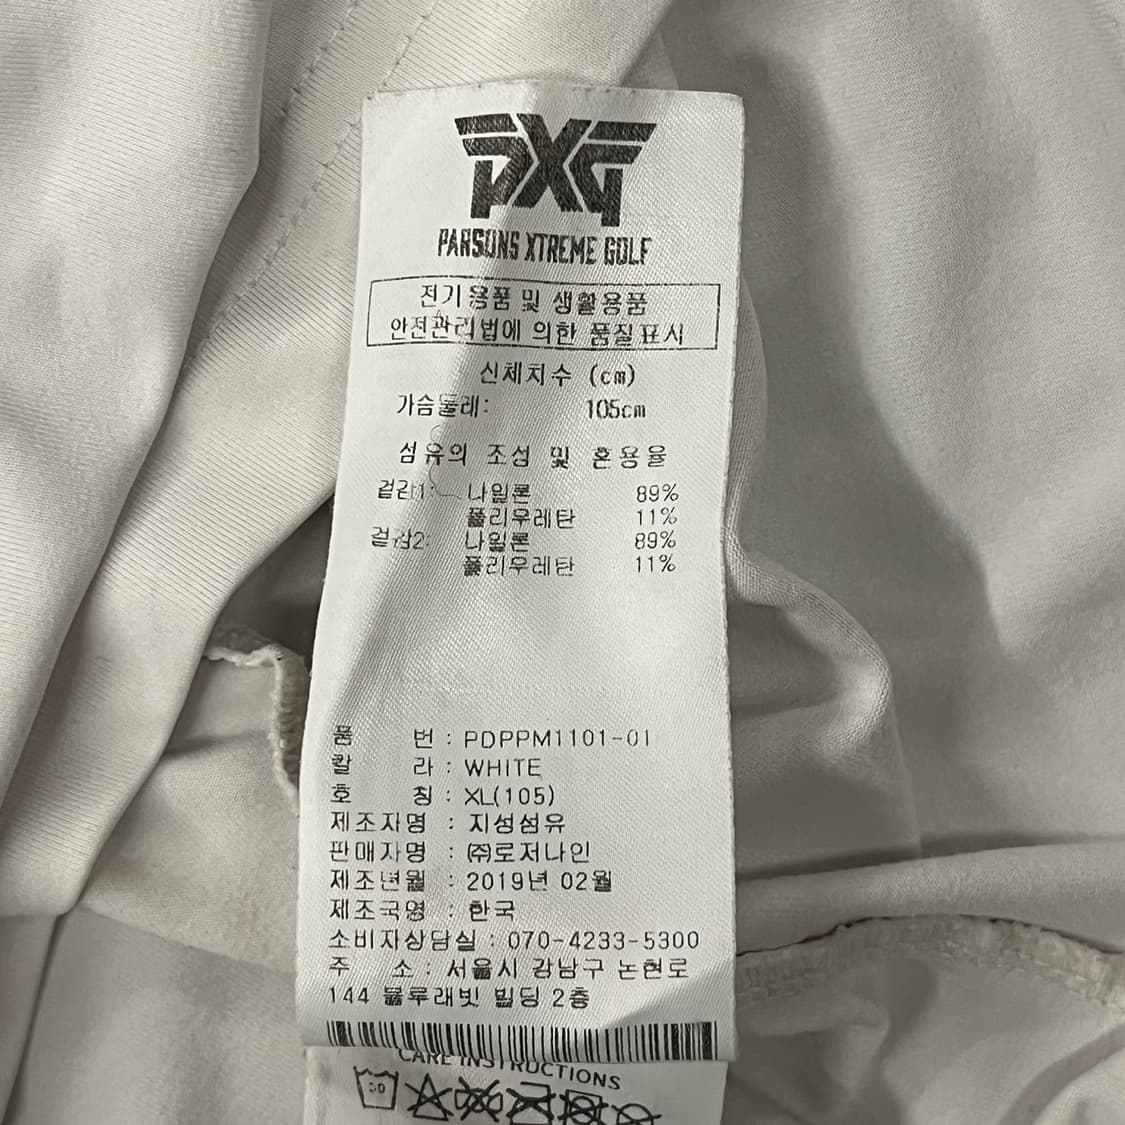 PXG
PARSONS XTREME GOLF
전기용품 및 생활용품
안전관리법에 의한 품질표시
신체치수 (cm)
가슴둘레: 105cm
섬유의 조성 및 혼용율
겉감1: 나일론 89%
폴리우레탄 11%
겉감2: 나일론 89%
폴리우레탄 11%
품 번 : PDPPM1101-01
칼 라 : WHITE
호 칭 : XL(105)
제조자명 : 지성섬유
판매자명 : ㈜로저나인
제조년월 : 2019년 02월
제조국명 : 한국
소비자상담실 : 070-4233-5300
주 소 : 서울시 강남구 논현로
144 블루래빗 빌딩 2층
CARE INSTRUCTIONS
30